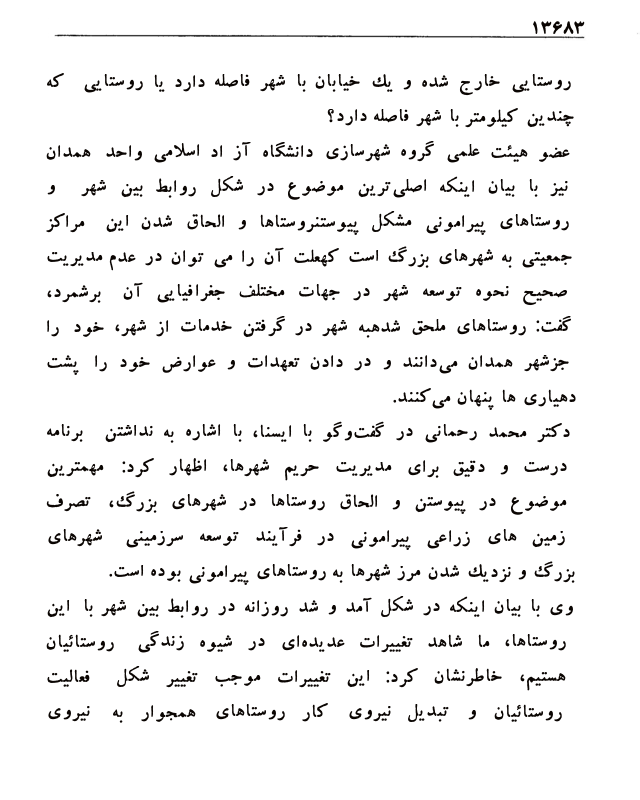 ۱۳۶۸۳
روستایی خارج شده و یك خیابان با شهر فاصله دارد یا روستایی که
چندین کیلومتر با شهر فاصله دارد؟
عضو هیئت علمی گروه شهرسازی دانشگاه آز اد اسلامی واحد همدان
نیز با بیان اینکه اصلی‌ترین موضوع در شکل روابط بین شهر و
روستاهای پیرامونی مشکل پیوستنروستاها و الحاق شدن این مراکز
جمعیتی به شهرهای بزرگ است کهعلت آن را می توان در عدم مدیریت
صحیح نحوه توسعه شهر در جهات مختلف جغرافیایی آن برشمرد،
گفت: روستاهای ملحق شدهبه شهر در گرفتن خدمات از شهر، خود را
جزشهر همدان می‌دانند و در دادن تعهدات و عوارض خود را پشت
دهیاری ها پنهان می‌کنند.
دکتر محمد رحمانی در گفت‌وگو با ایسنا، با اشاره به نداشتن برنامه
درست و دقیق برای مدیریت حریم شهرها، اظهار کرد: مهمترین
موضوع در پیوستن و الحاق روستاها در شهرهای بزرگ، تصرف
زمین های زراعی پیرامونی در فرآیند توسعه سرزمینی شهرهای
بزرگ و نزدیك شدن مرز شهرها به روستاهای پیرامونی بوده است.
وی با بیان اینکه در شکل آمد و شد روزانه در روابط بین شهر با این
روستاها، ما شاهد تغییرات عدیده‌ای در شیوه زندگی روستائیان
هستیم، خاطرنشان کرد: این تغییرات موجب تغییر شکل فعالیت
روستائیان و تبدیل نیروی کار روستاهای همجوار به نیروی